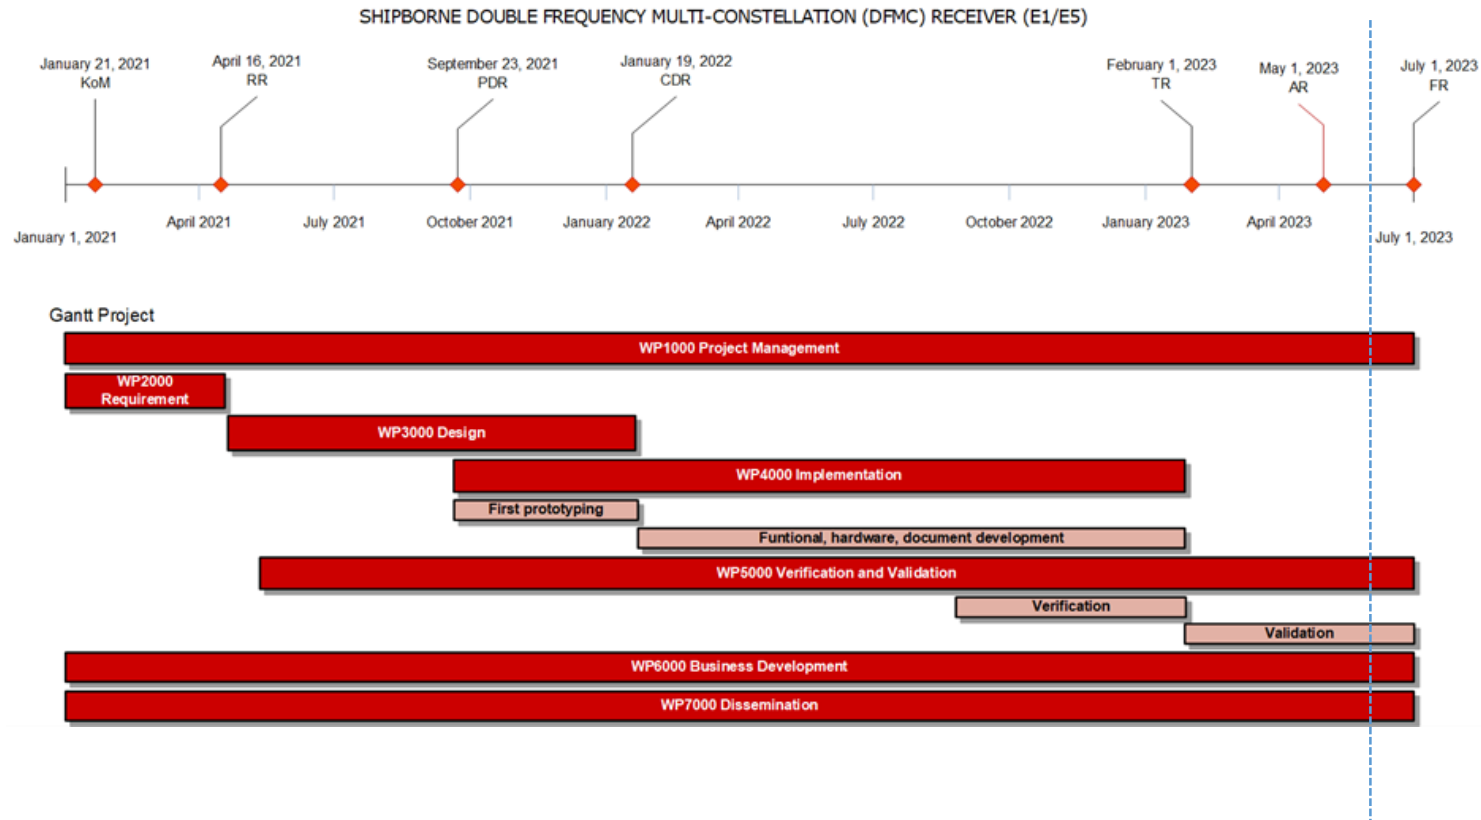 SHIPBORNE DOUBLE FREQUENCY MULTI-CONSTELLATION (DFMC) RECEIVER (E1/E5)
January 21, 2021
KoM
April 16, 2021
RR
September 23, 2021
PDR
January 19, 2022
CDR
February 1, 2023
TR
May 1, 2023
AR
July 1, 2023
FR
January 1, 2021
April 2021
July 2021
October 2021
January 2022
April 2022
July 2022
October 2022
January 2023
April 2023
July 1, 2023
Gantt Project
WP1000 Project Management
WP2000
Requirement
WP3000 Design
WP4000 Implementation
First prototyping
Funtional, hardware, document development
WP5000 Verification and Validation
Verification
Validation
WP6000 Business Development
WP7000 Dissemination